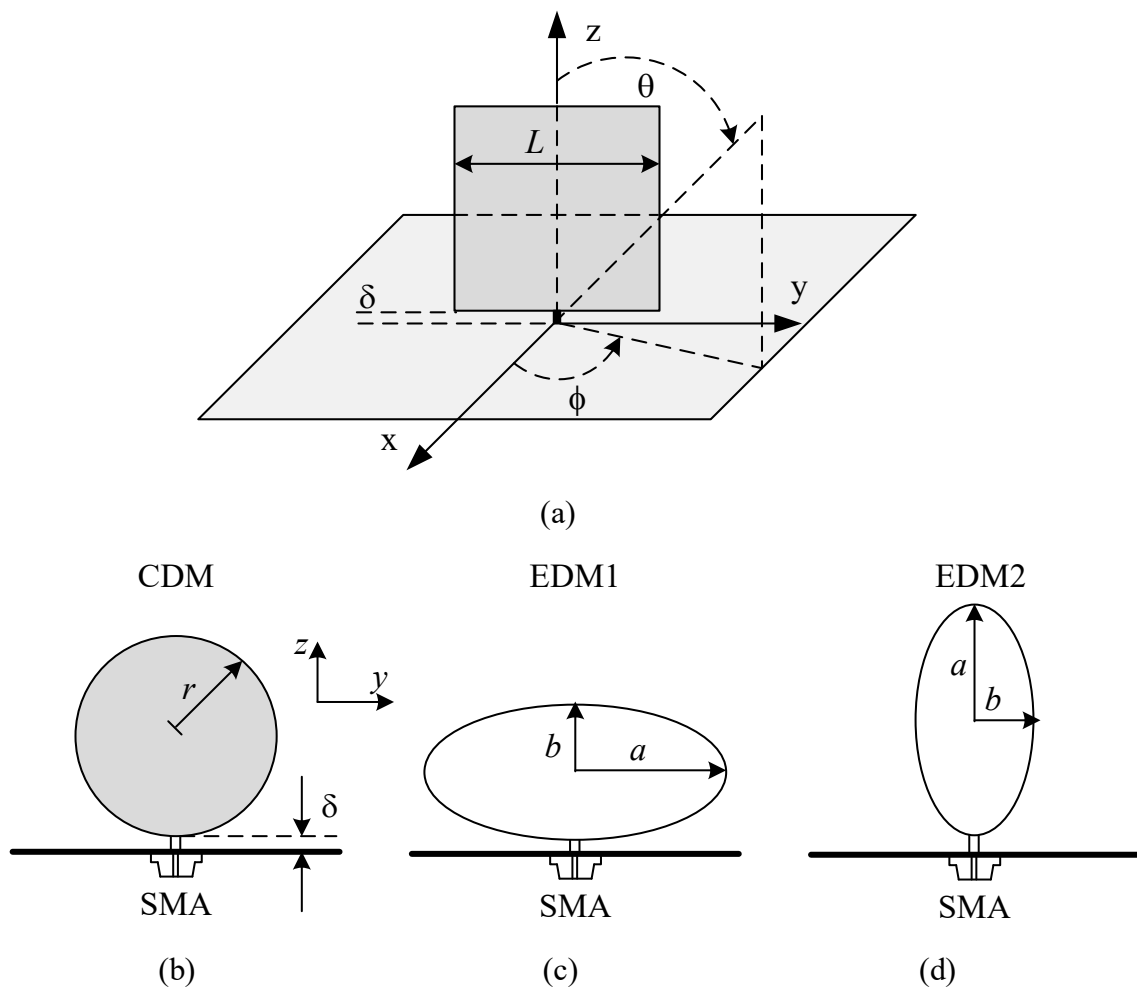 z
θ
L
δ
y
ϕ
x
(a)
CDM EDM1 EDM2
z
r
y
a
b
b
a
δ
SMA SMA SMA
(b) (c) (d)